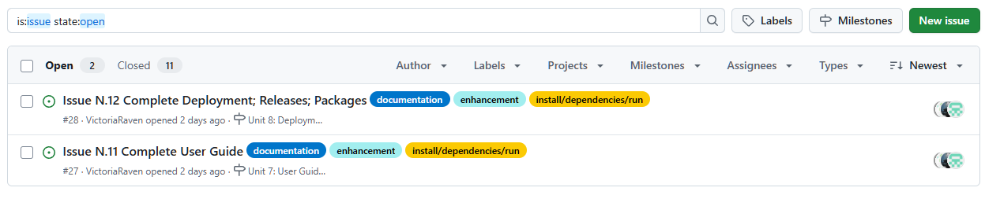 is:issue state:open
Labels
Milestones
New issue
Open 2 Closed 11 Author Labels Projects Milestones Assignees Types Newest
Issue N.12 Complete Deployment; Releases; Packages documentation enhancement install/dependencies/run
#28 · VictoriaRaven opened 2 days ago · Unit 8: Deploym...
Issue N.11 Complete User Guide documentation enhancement install/dependencies/run
#27 · VictoriaRaven opened 2 days ago · Unit 7: User Guid...